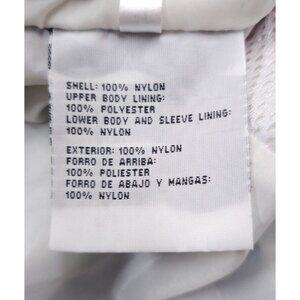 SHELL: 100% NYLON
UPPER BODY LINING:
100% POLYESTER
LOWER BODY AND SLEEVE LINING:
100% NYLON
EXTERIOR: 100% NYLON
FORRO DE ARRIBA:
100% POLIESTER
FORRO DE ABAJO Y MANGAS:
100% NYLON